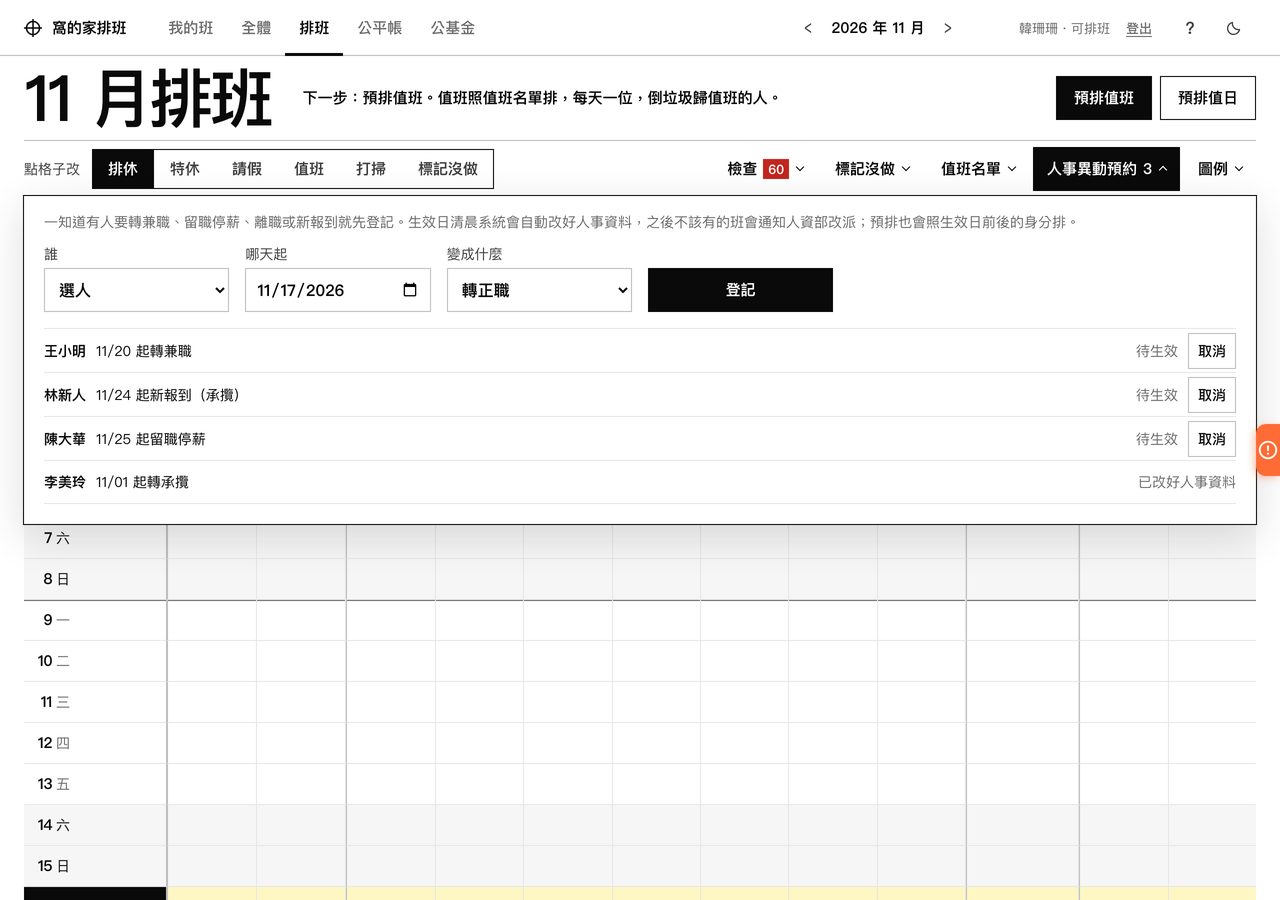 窩的家排班 我的班 全體 排班 公平帳 公基金 < 2026 年 11 月 > 韓珊珊 · 可排班 登出 ?
11 月排班 下一步：預排值班。值班照值班名單排，每天一位，倒垃圾歸值班的人。 預排值班 預排值日
點格子改 排休 特休 請假 值班 打掃 標記沒做 檢查 60 標記沒做 值班名單 人事異動預約 3 圖例
一知道有人要轉兼職、留職停薪、離職或新報到就先登記。生效日清晨系統會自動改好人事資料，之後不該有的班會通知人資部改派；預排也會照生效日前後的身分排。
誰 哪天起 變成什麼
選人 11/17/2026 轉正職 登記
王小明 11/20 起轉兼職 待生效 取消
林新人 11/24 起新報到（承攬） 待生效 取消
陳大華 11/25 起留職停薪 待生效 取消
李美玲 11/01 起轉承攬 已改好人事資料
7 六
8 日
9 一
10 二
11 三
12 四
13 五
14 六
15 日